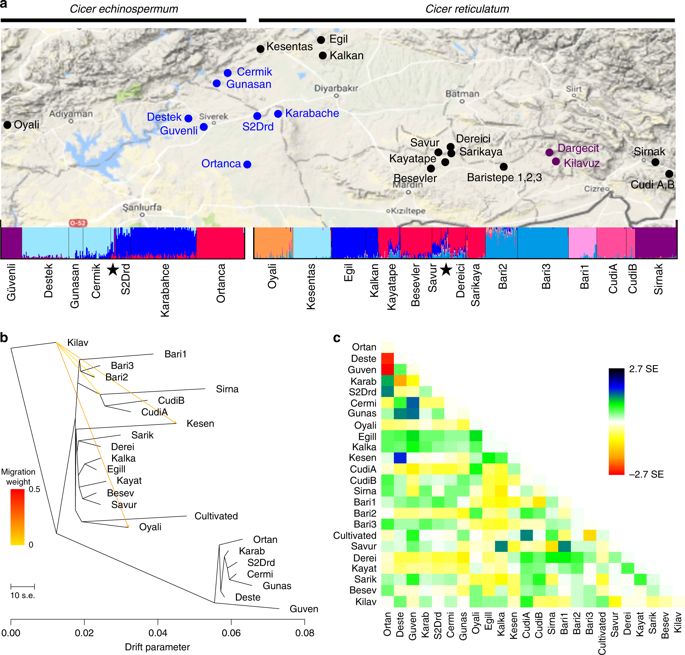 a
Cicer echinospermum
Cicer reticulatum
Kesentas
Egil
Kalkan
Cermik
Gunasan
Diyarbakır
Siirt
Batman
Adıyaman
Oyali
Destek
Siverek
Guvenli
S2Drd
Karabache
Savur
Dereici
Sarikaya
Kayatape
Besevler
Baristepe 1,2,3
Dargecit
Kilavuz
Sirnak
Cudi A,B
Ortanca
Mardin
Cizre
Şanlıurfa
Kızıltepe
O-52
Güvenli
Destek
Gunasan
Cermik
S2Drd
Karabahce
Ortanca
Oyali
Kesentas
Egil
Kalkan
Kayatape
Besevler
Savur
Dereici
Sarikaya
Bari2
Bari3
Bari1
CudiA
CudiB
Sirnak
b
Kilav
Bari1
Bari3
Bari2
Sirna
CudiB
CudiA
Kesen
Sarik
Derei
Kalka
Egill
Kayat
Besev
Savur
Cultivated
Oyali
Ortan
Karab
S2Drd
Cermi
Gunas
Deste
Guven
Migration
weight
0.5
0
10 s.e.
0.00 0.02 0.04 0.06 0.08
Drift parameter
c
Ortan
Deste
Guven
Karab
S2Drd
Cermi
Gunas
Oyali
Egill
Kalka
Kesen
CudiA
CudiB
Sirna
Bari1
Bari2
Bari3
Cultivated
Savur
Derei
Kayat
Sarik
Besev
Kilav
2.7 SE
−2.7 SE
Ortan
Deste
Guven
Karab
S2Drd
Cermi
Gunas
Oyali
Egill
Kalka
Kesen
CudiA
CudiB
Sirna
Bari1
Bari2
Bari3
Cultivated
Savur
Derei
Kayat
Sarik
Besev
Kilav